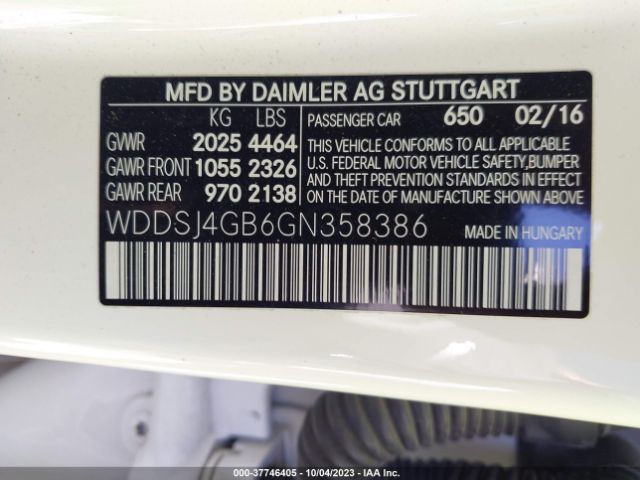 MFD BY DAIMLER AG STUTTGART
KG LBS
GVWR 2025 4464
GAWR FRONT 1055 2326
GAWR REAR 970 2138
PASSENGER CAR 650 02/16
THIS VEHICLE CONFORMS TO ALL APPLICABLE
U.S. FEDERAL MOTOR VEHICLE SAFETY,BUMPER
AND THEFT PREVENTION STANDARDS IN EFFECT
ON DATE OF MANUFACTURE SHOWN ABOVE
WDDSJ4GB6GN358386
MADE IN HUNGARY
000-37746405 - 10/04/2023 - IAA Inc.